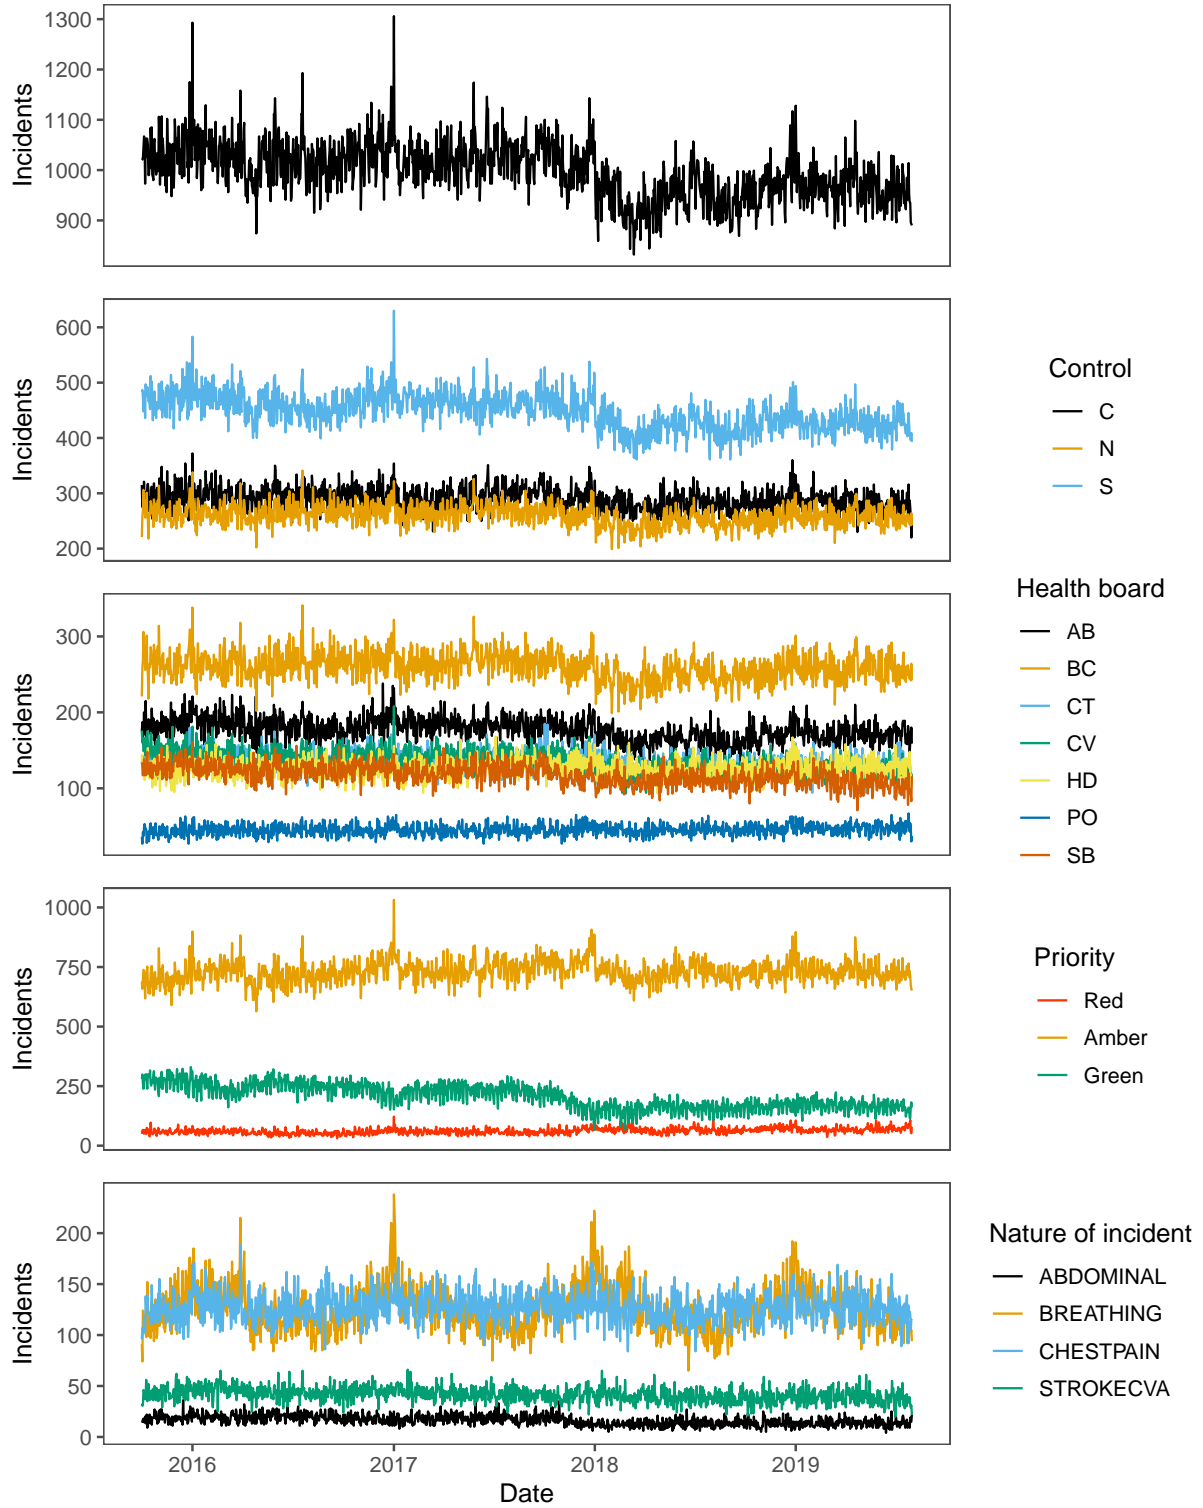 1300
1200
1100
1000
900
Incidents
600
500
400
300
200
Incidents
Control
C
N
S
300
200
100
Incidents
Health board
AB
BC
CT
CV
HD
PO
SB
1000
750
500
250
0
Incidents
Priority
Red
Amber
Green
200
150
100
50
0
Incidents
Nature of incident
ABDOMINAL
BREATHING
CHESTPAIN
STROKECVA
2016 2017 2018 2019
Date